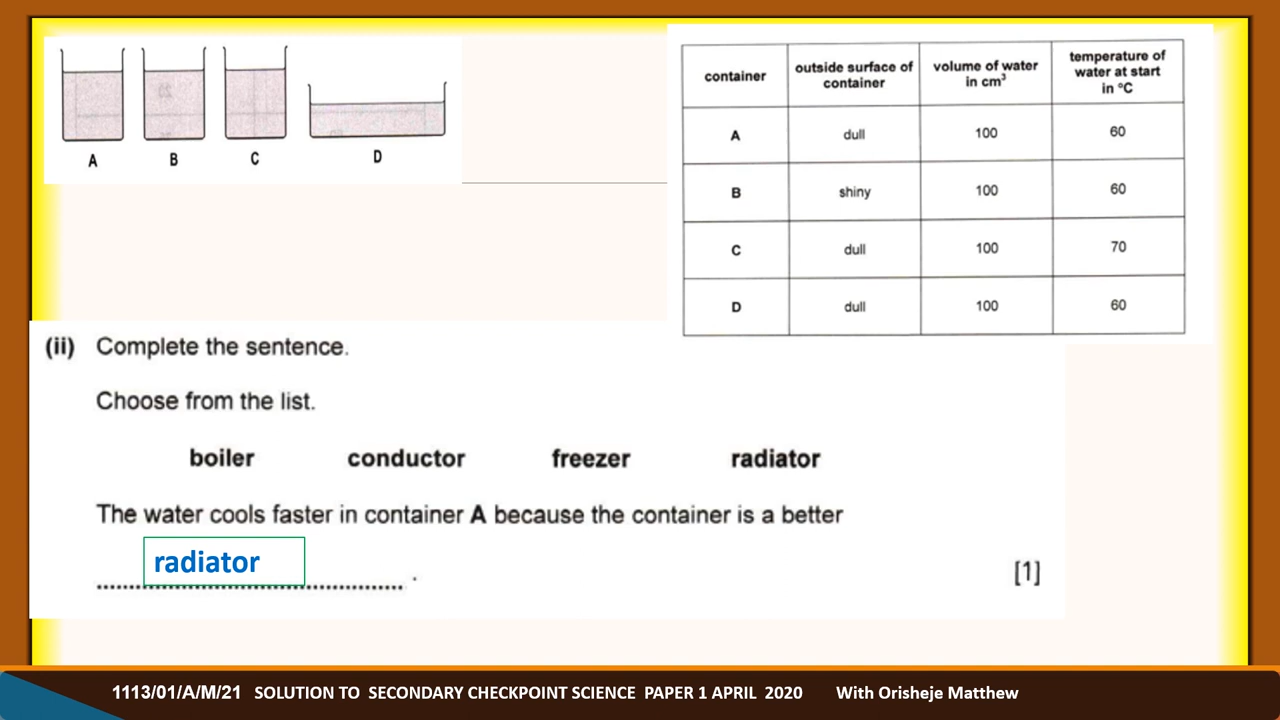 A B C D
container outside surface of container volume of water in cm³ temperature of water at start in °C
A dull 100 60
B shiny 100 60
C dull 100 70
D dull 100 60
(ii) Complete the sentence.
Choose from the list.
boiler conductor freezer radiator
The water cools faster in container A because the container is a better
radiator
.................................................. . [1]
1113/01/A/M/21 SOLUTION TO SECONDARY CHECKPOINT SCIENCE PAPER 1 APRIL 2020 With Orisheje Matthew